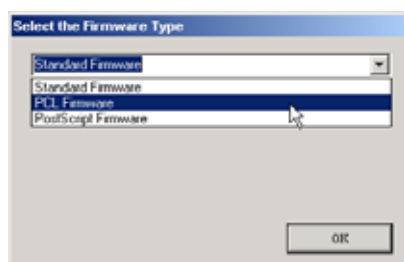 Select the Firmware Type
Standard Firmware
Standard Firmware
PCL Firmware
PostScript Firmware
OK